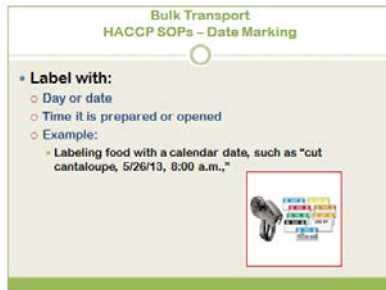 Bulk Transport
HACCP SOPs – Date Marking
Label with:
Day or date
Time it is prepared or opened
Example:
Labeling food with a calendar date, such as “cut
cantaloupe, 5/26/13, 8:00 a.m.,”